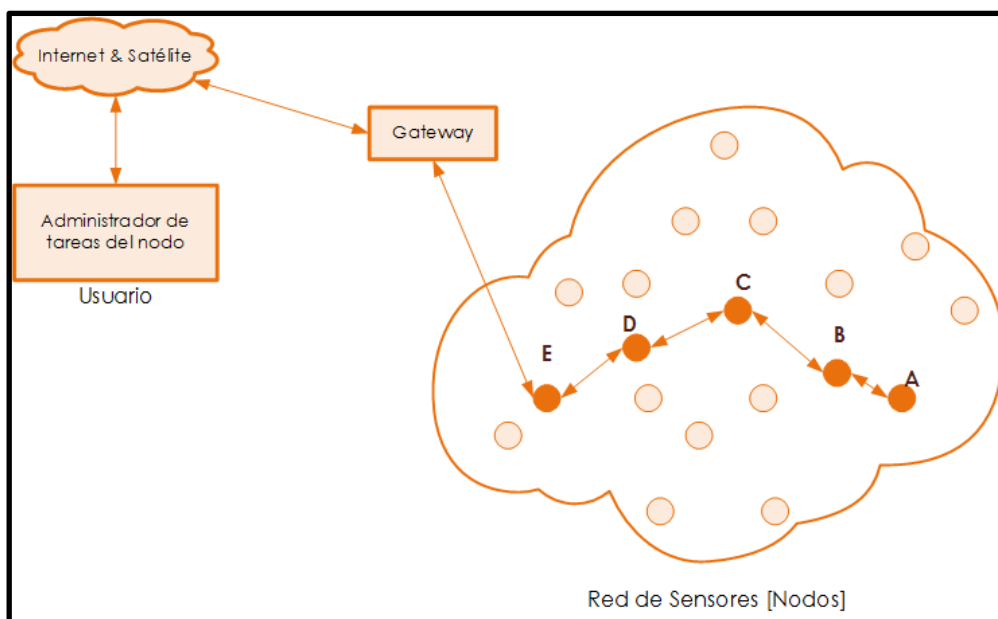 Internet & Satélite
Gateway
Administrador de
tareas del nodo
Usuario
C
D
B
E
A
Red de Sensores [Nodos]